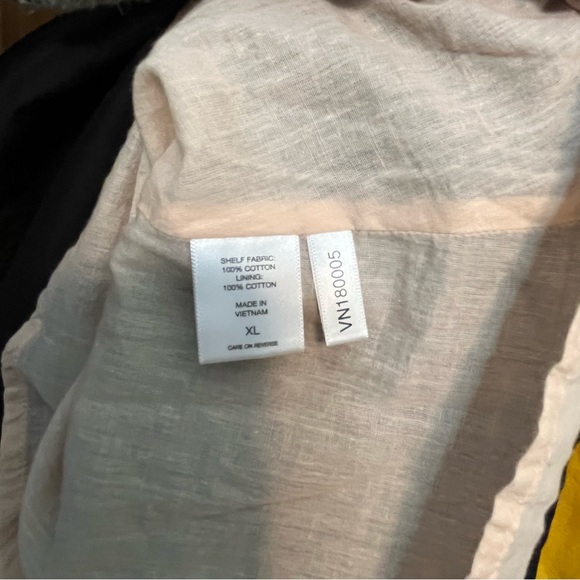 SHELF FABRIC:
100% COTTON
LINING:
100% COTTON
MADE IN
VIETNAM
XL
CARE ON REVERSE
VN180005